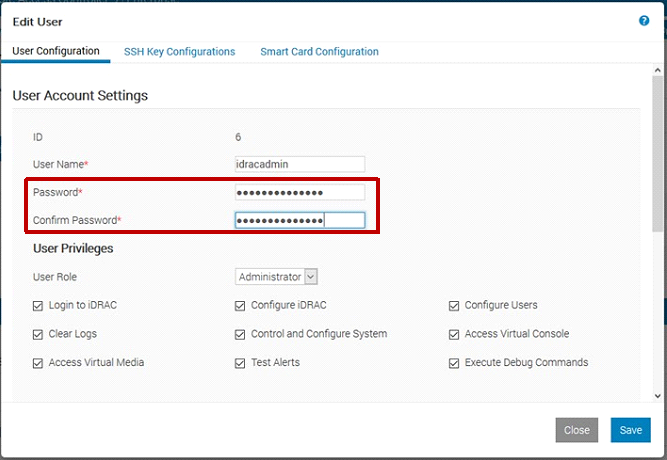 Edit User
?
User Configuration SSH Key Configurations Smart Card Configuration
User Account Settings
ID 6
User Name* idracadmin
Password* ●●●●●●●●●●●●●●
Confirm Password* ●●●●●●●●●●●●●●
User Privileges
User Role Administrator
Login to iDRAC Configure iDRAC Configure Users
Clear Logs Control and Configure System Access Virtual Console
Access Virtual Media Test Alerts Execute Debug Commands
Close Save